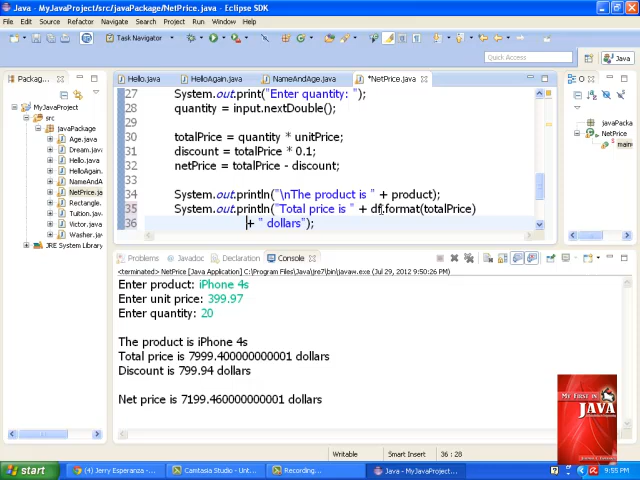 Java - MyJavaProject/src/javaPackage/NetPrice.java - Eclipse SDK
File Edit Source Refactor Navigate Search Project Run Window Help
Task Navigator
Quick Access
Java
Packag...
Hello.java
HelloAgain.java
NameAndAge.java
*NetPrice.java
O
MyJavaProject
src
javaPackage
Age.java
Dream.java
Hello.java
HelloAgain.
NameAndA
NetPrice.ja
Rectangle.
Tuition.java
Victor.java
Washer.jav
JRE System Library
27 System.out.print("Enter quantity: ");
28 quantity = input.nextDouble();
29
30 totalPrice = quantity * unitPrice;
31 discount = totalPrice * 0.1;
32 netPrice = totalPrice - discount;
33
34 System.out.println("\nThe product is " + product);
35 System.out.println("Total price is " + df.format(totalPrice)
36 + " dollars");
javaPacka
NetPrice
main
Problems
Javadoc
Declaration
Console
<terminated> NetPrice [Java Application] C:\Program Files\Java\jre7\bin\javaw.exe (July 7, 2012 9:50:26 PM)
Enter product: iPhone 4s
Enter unit price: 399.97
Enter quantity: 20
The product is iPhone 4s
Total price is 7999.400000000001 dollars
Discount is 799.94 dollars
Net price is 7199.460000000001 dollars
MY FIRST IN
JAVA
Writable
Smart Insert
36 : 28
start
Jerry Esperanza -...
Camtasia Studio - Unt...
Recording...
Java - MyJavaProject...
9:55 PM